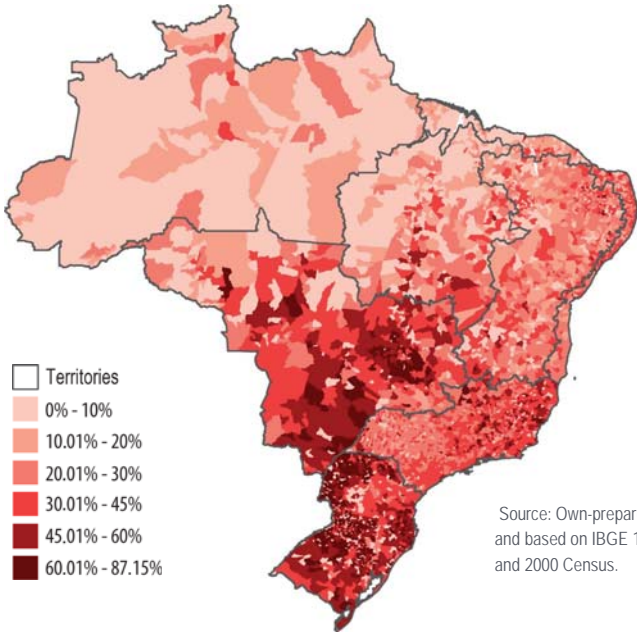 Territories
0% - 10%
10.01% - 20%
20.01% - 30%
30.01% - 45%
45.01% - 60%
60.01% - 87.15%
Source: Own-prepar
and based on IBGE 1
and 2000 Census.